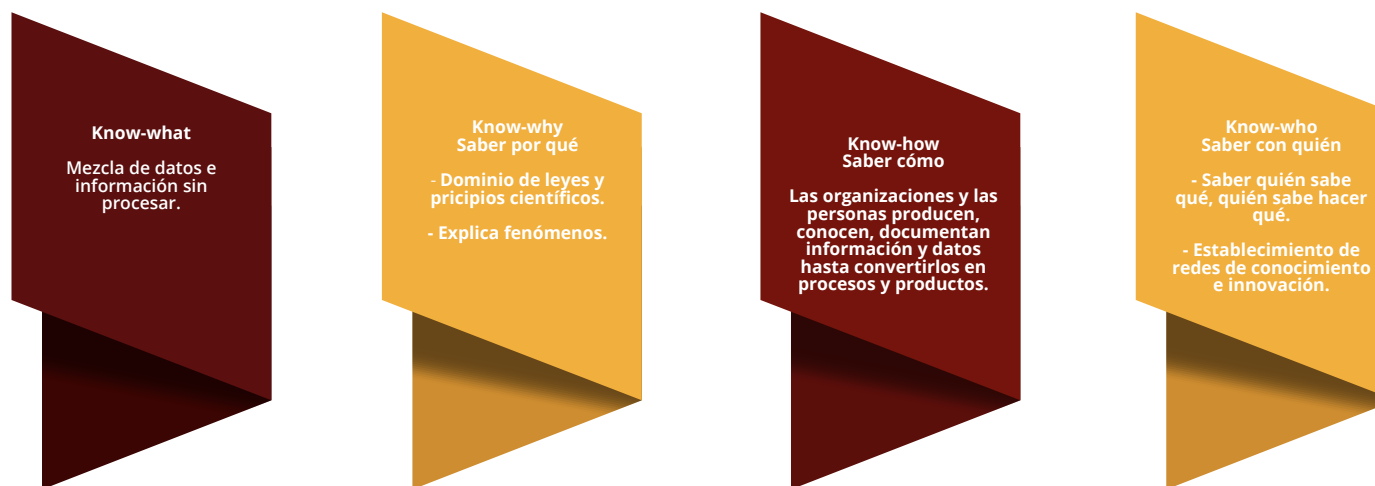 Know-what
Mezcla de datos e
información sin
procesar.
Know-why
Saber por qué
- Dominio de leyes y
pricipios científicos.
- Explica fenómenos.
Know-how
Saber cómo
Las organizaciones y las
personas producen,
conocen, documentan
información y datos
hasta convertirlos en
procesos y productos.
Know-who
Saber con quién
- Saber quién sabe
qué, quién sabe hacer
qué.
- Establecimiento de
redes de conocimiento
e innovación.